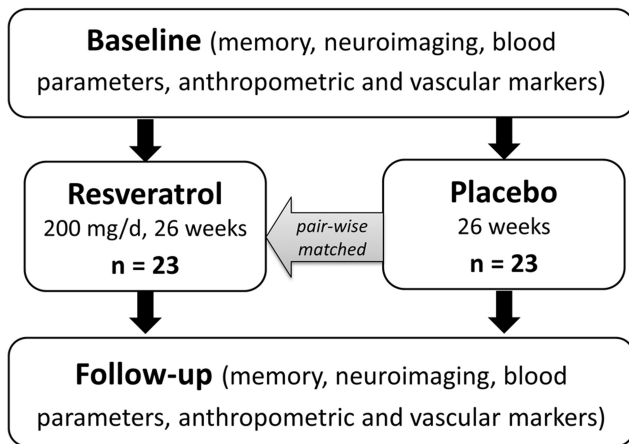 Baseline (memory, neuroimaging, blood
parameters, anthropometric and vascular markers)
Resveratrol
200 mg/d, 26 weeks
n = 23
pair-wise
matched
Placebo
26 weeks
n = 23
Follow-up (memory, neuroimaging, blood
parameters, anthropometric and vascular markers)